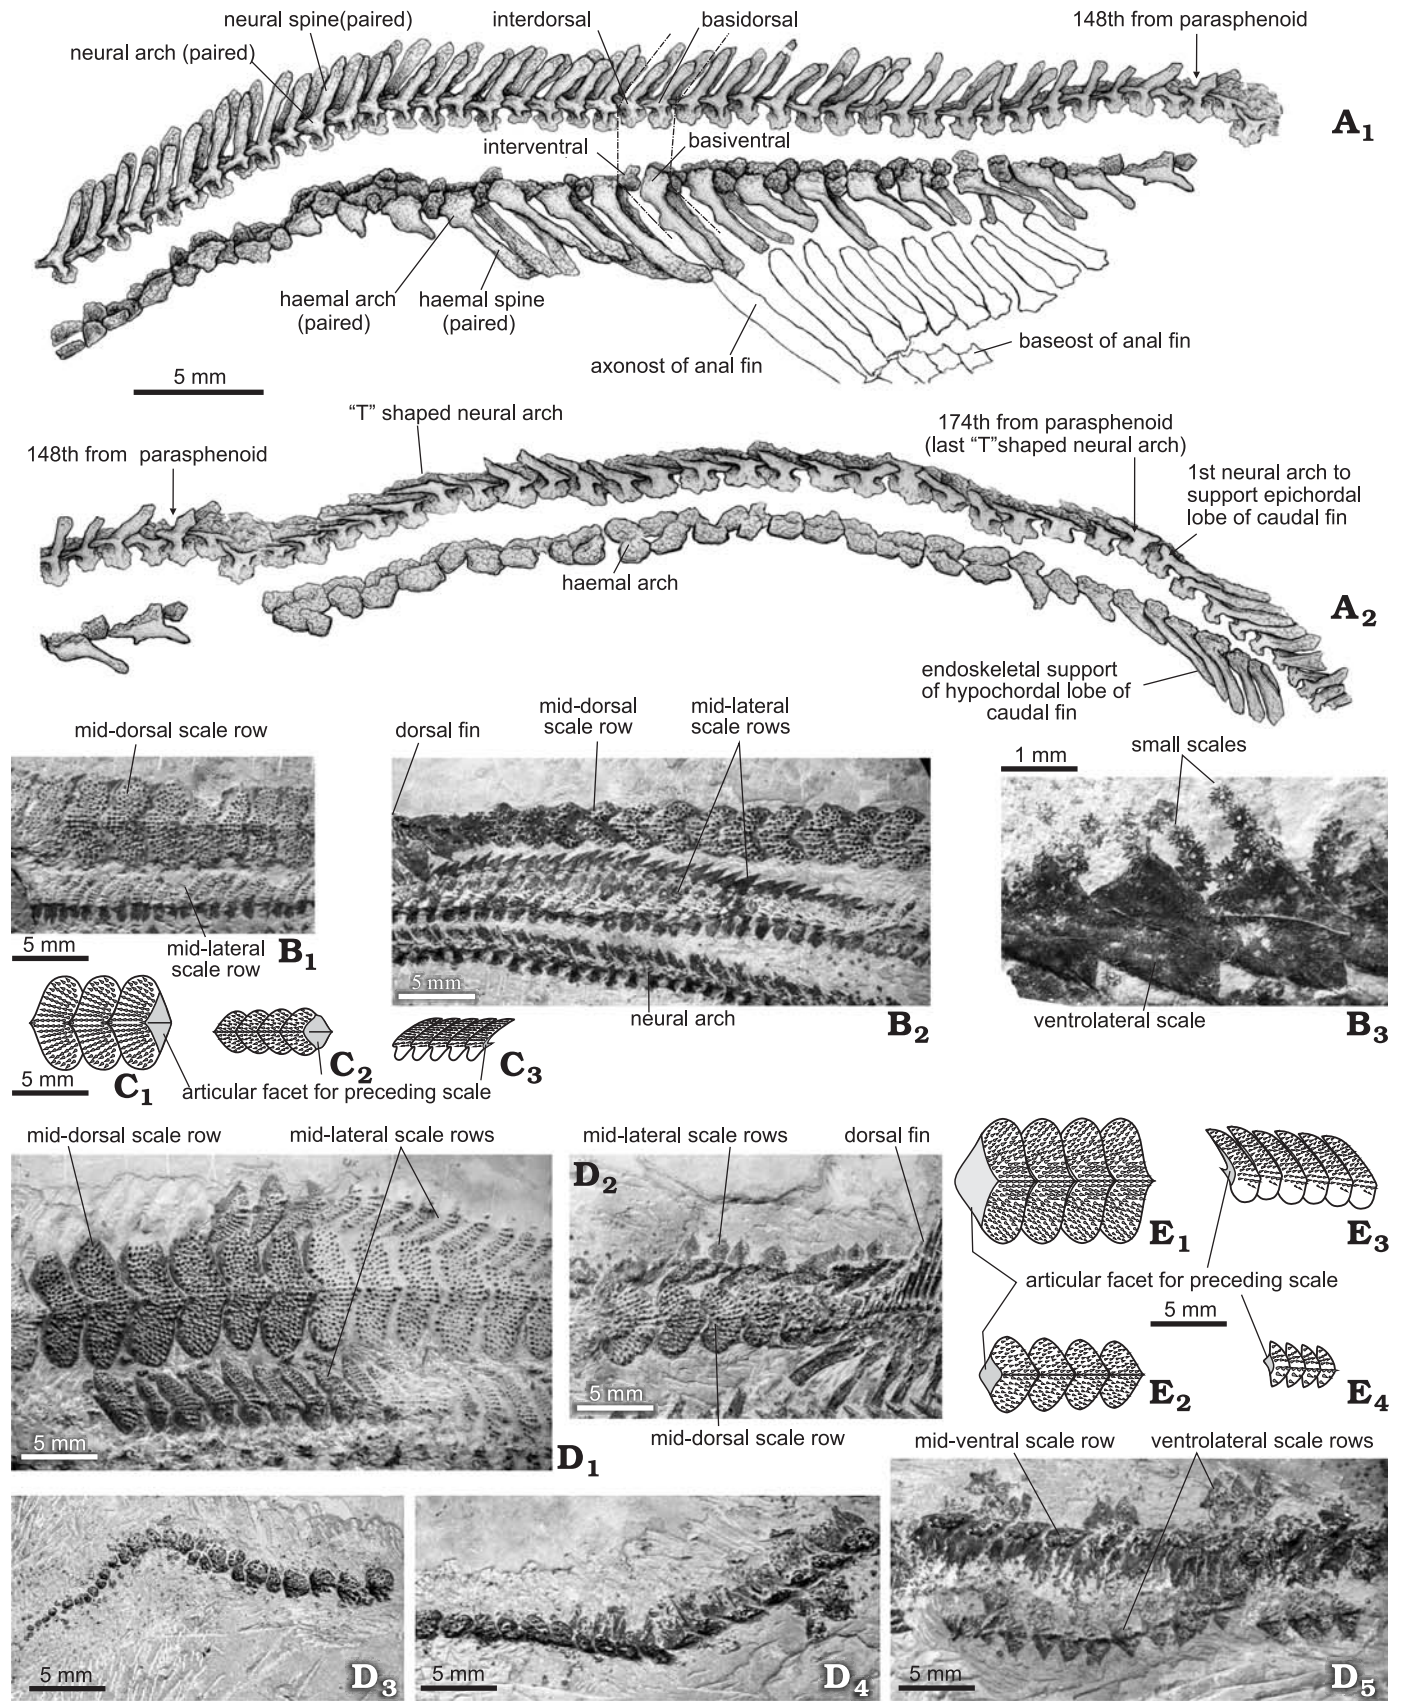 neural spine(paired)
interdorsal
basidorsal
148th from parasphenoid
neural arch (paired)
A1
interventral
basiventral
haemal arch
(paired)
haemal spine
(paired)
axonost of anal fin
baseost of anal fin
5 mm
“T” shaped neural arch
174th from parasphenoid
(last “T”shaped neural arch)
148th from parasphenoid
1st neural arch to
support epichordal
lobe of caudal fin
haemal arch
A2
endoskeletal support
of hypochordal lobe of
caudal fin
mid-dorsal scale row
dorsal fin
mid-dorsal
scale row
mid-lateral
scale rows
small scales
1 mm
5 mm
mid-lateral
scale row
B1
5 mm
neural arch
B2
ventrolateral scale
B3
C1
C2
C3
5 mm
articular facet for preceding scale
mid-dorsal scale row
mid-lateral scale rows
mid-lateral scale rows
dorsal fin
D2
E1
E3
articular facet for preceding scale
5 mm
E2
E4
5 mm
D1
5 mm
mid-dorsal scale row
mid-ventral scale row
ventrolateral scale rows
5 mm
D3
5 mm
D4
5 mm
D5